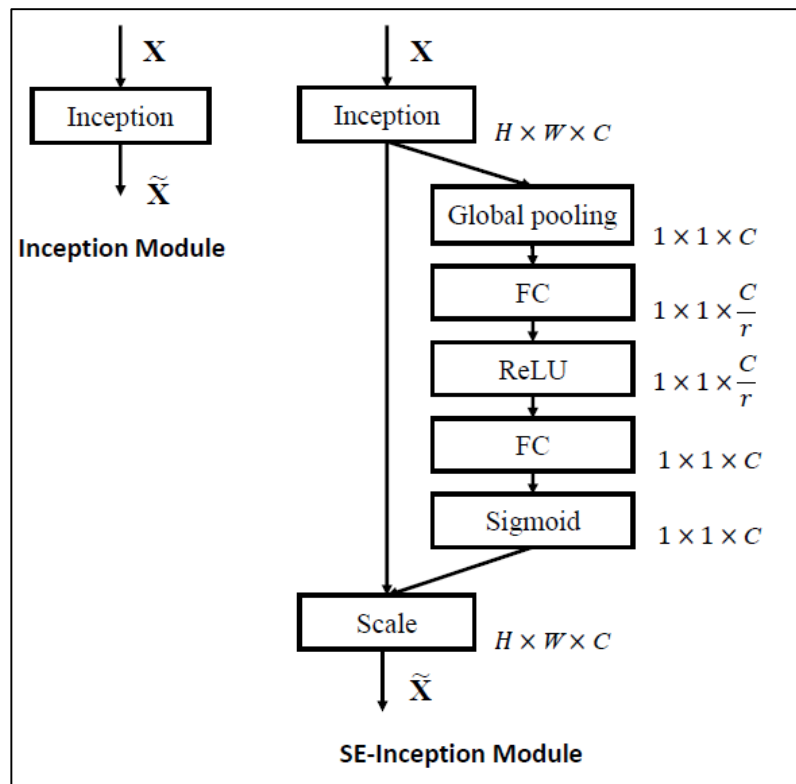 X
Inception
X̃
Inception Module
X
Inception
H × W × C
Global pooling
1 × 1 × C
FC
1 × 1 × C/r
ReLU
1 × 1 × C/r
FC
1 × 1 × C
Sigmoid
1 × 1 × C
Scale
H × W × C
X̃
SE-Inception Module